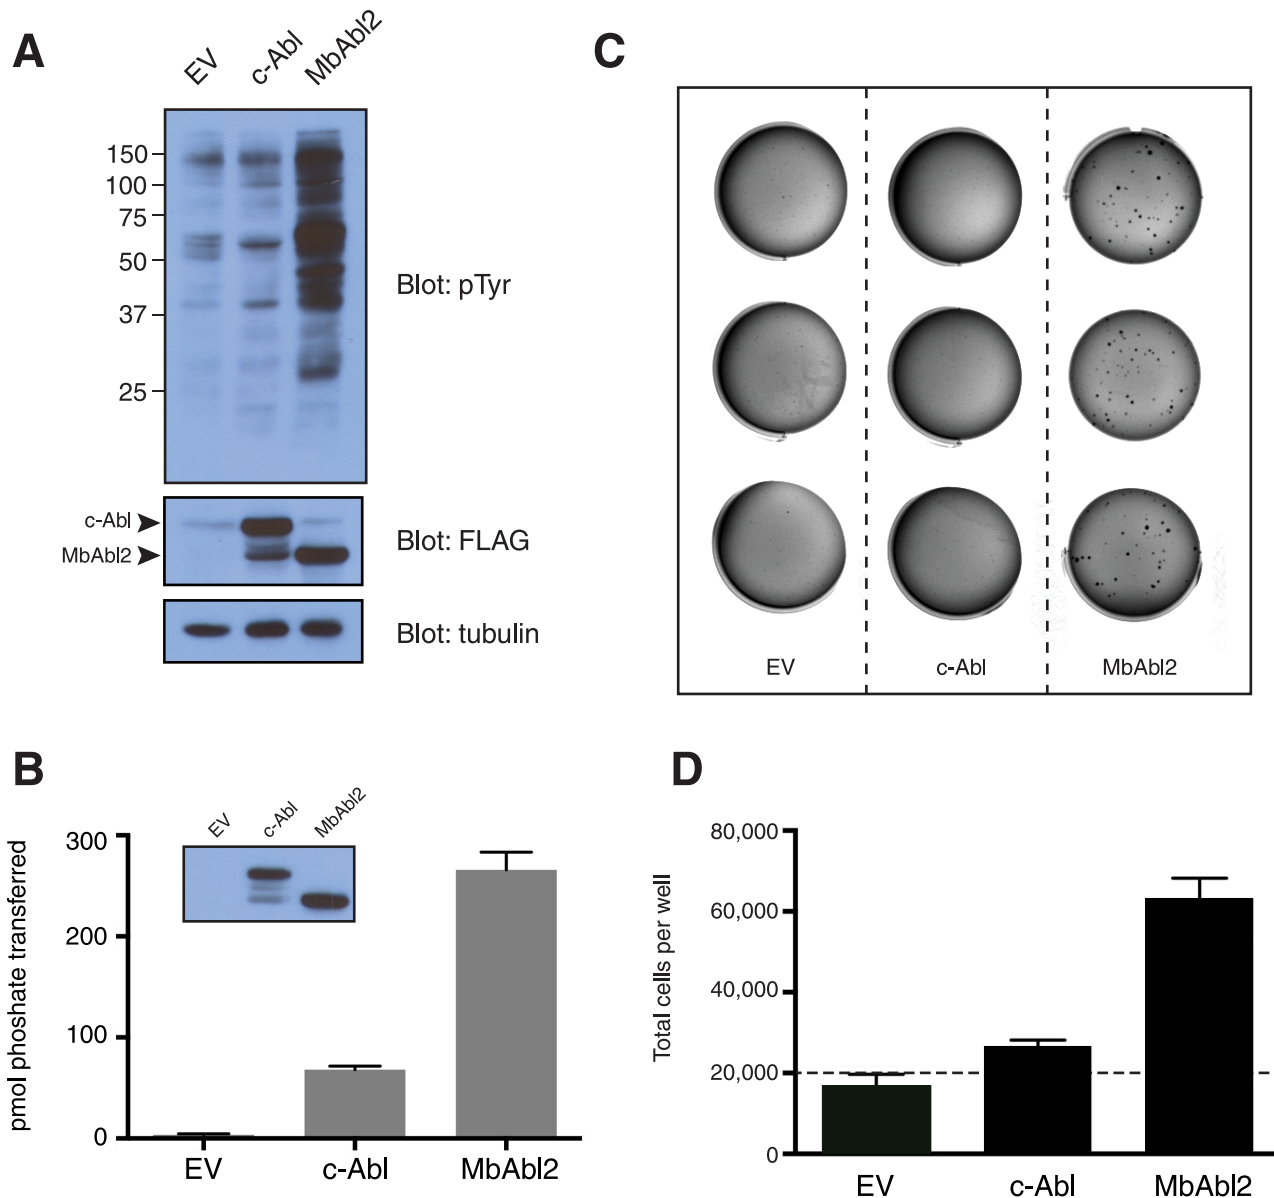 A
EV c-Abl MbAbl2
150
100
75
50
37
25
Blot: pTyr
c-Abl
MbAbl2
Blot: FLAG
Blot: tubulin
C
EV c-Abl MbAbl2
B
EV c-Abl MbAbl2
pmol phoshate transferred
300
200
100
0
EV c-Abl MbAbl2
D
Total cells per well
80,000
60,000
40,000
20,000
0
EV c-Abl MbAbl2